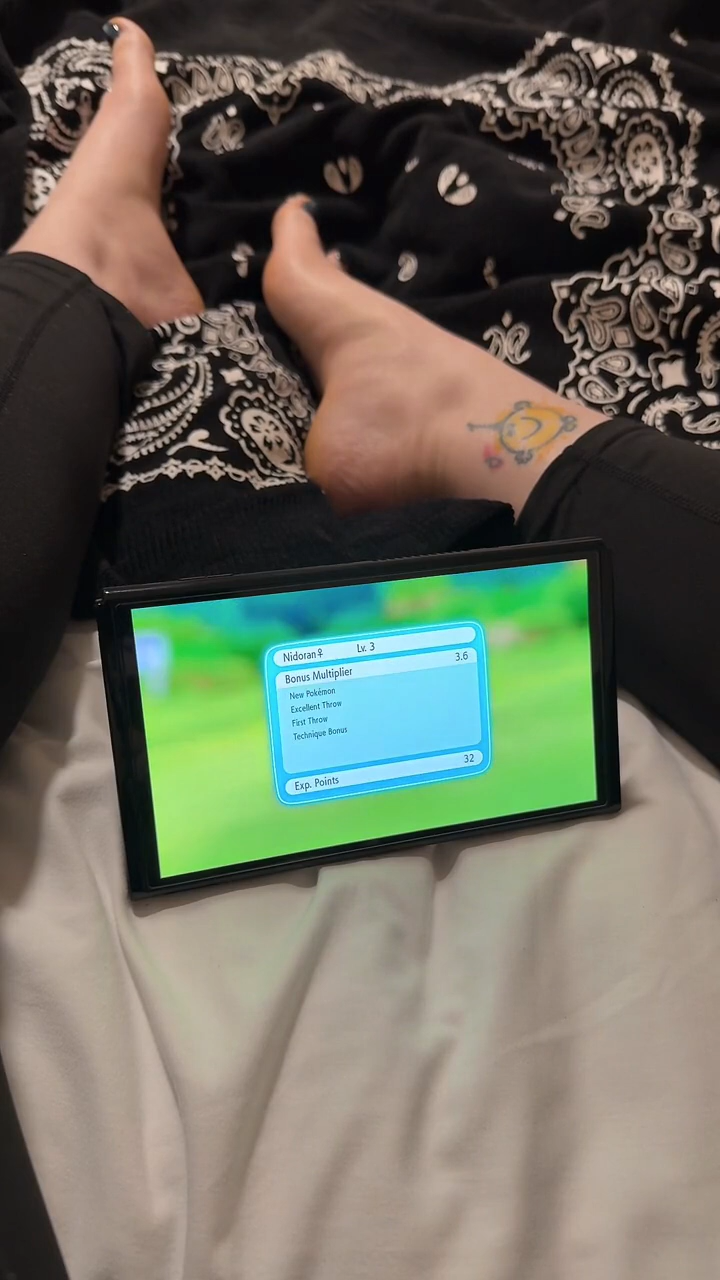 Nidoran♀ Lv. 3
Bonus Multiplier 3.6
New Pokémon
Excellent Throw
First Throw
Technique Bonus
Exp. Points 32